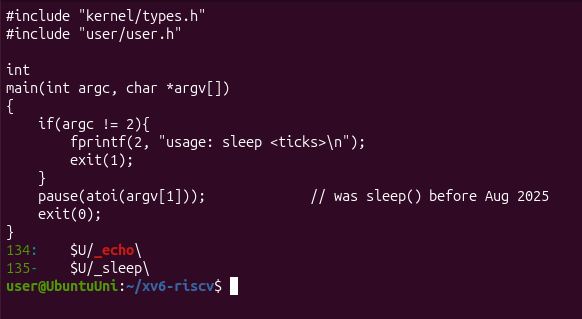 #include "kernel/types.h"
#include "user/user.h"

int
main(int argc, char *argv[])
{
    if(argc != 2){
        fprintf(2, "usage: sleep <ticks>\n");
        exit(1);
    }
    pause(atoi(argv[1]));             // was sleep() before Aug 2025
    exit(0);
}
134:    $U/_echo\
135-    $U/_sleep\
user@UbuntuUni:~/xv6-riscv$